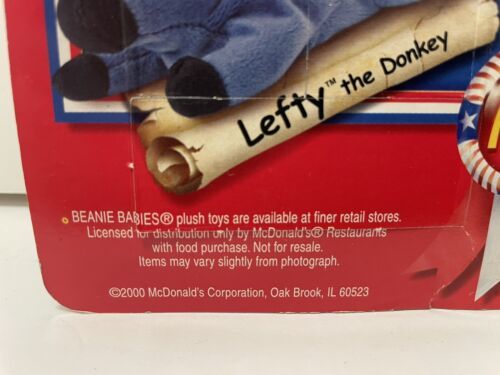 Lefty™ the Donkey
BEANIE BABIES® plush toys are available at finer retail stores.
Licensed for distribution only by McDonald's® Restaurants
with food purchase. Not for resale.
Items may vary slightly from photograph.
©2000 McDonald's Corporation, Oak Brook, IL 60523